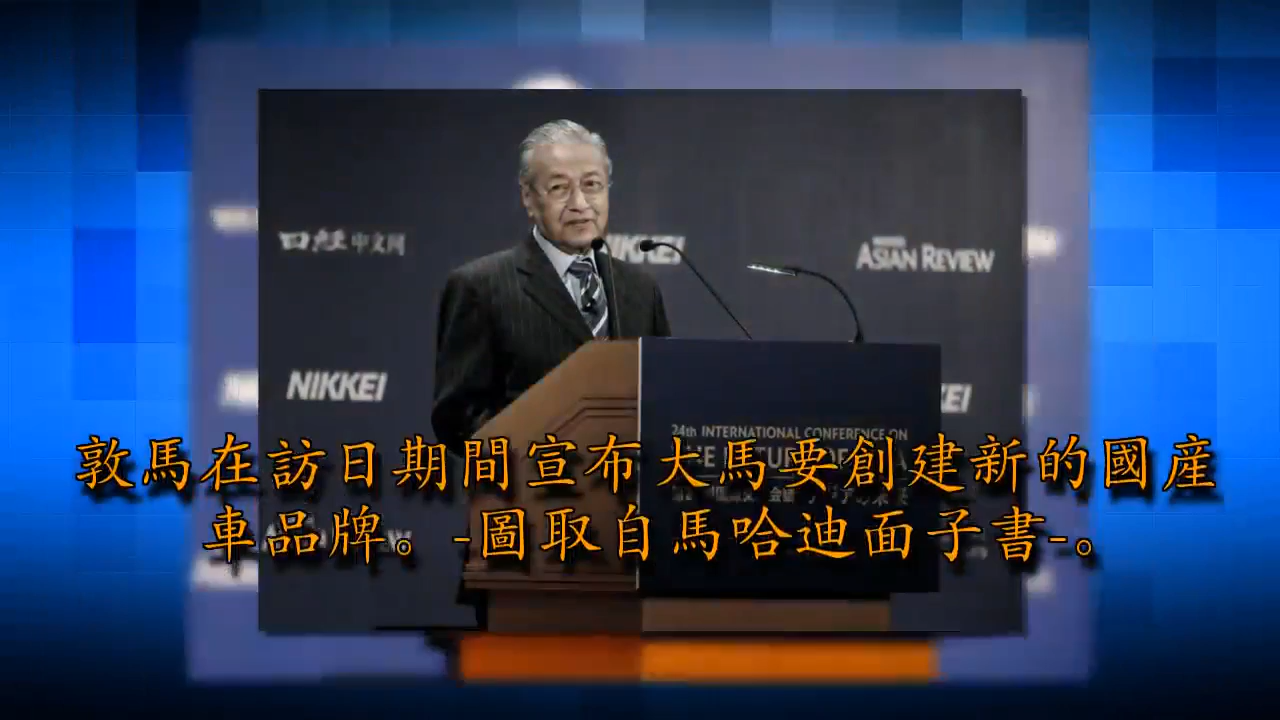 日経中文网
NIKKEI
ASIAN REVIEW
NIKKEI
24th INTERNATIONAL CONFERENCE ON
敦馬在訪日期間宣布大馬要創建新的國産
車品牌。-圖取自馬哈迪面子書-。